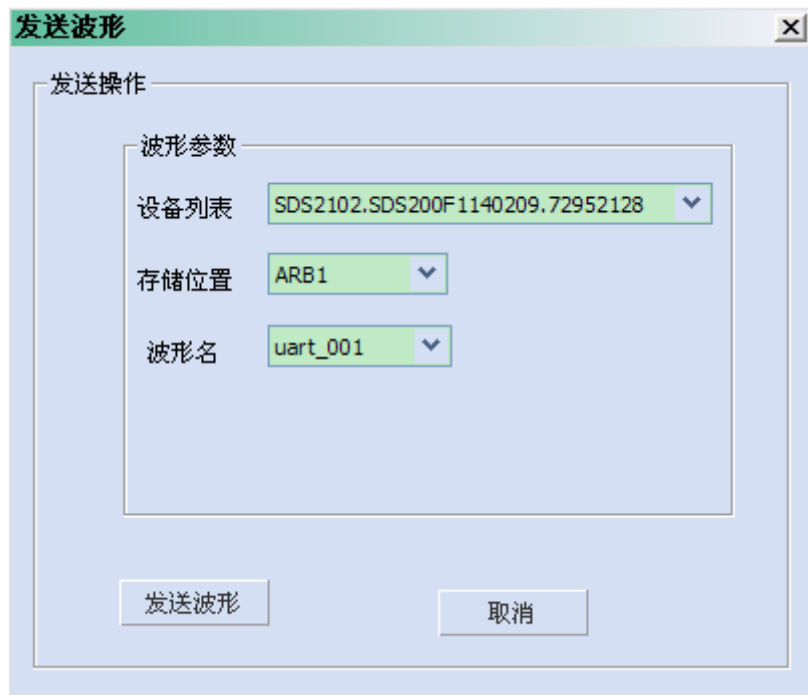 发送波形
发送操作
波形参数
设备列表 SDS2102.SDS200F1140209.72952128
存储位置 ARB1
波形名 uart_001
发送波形 取消